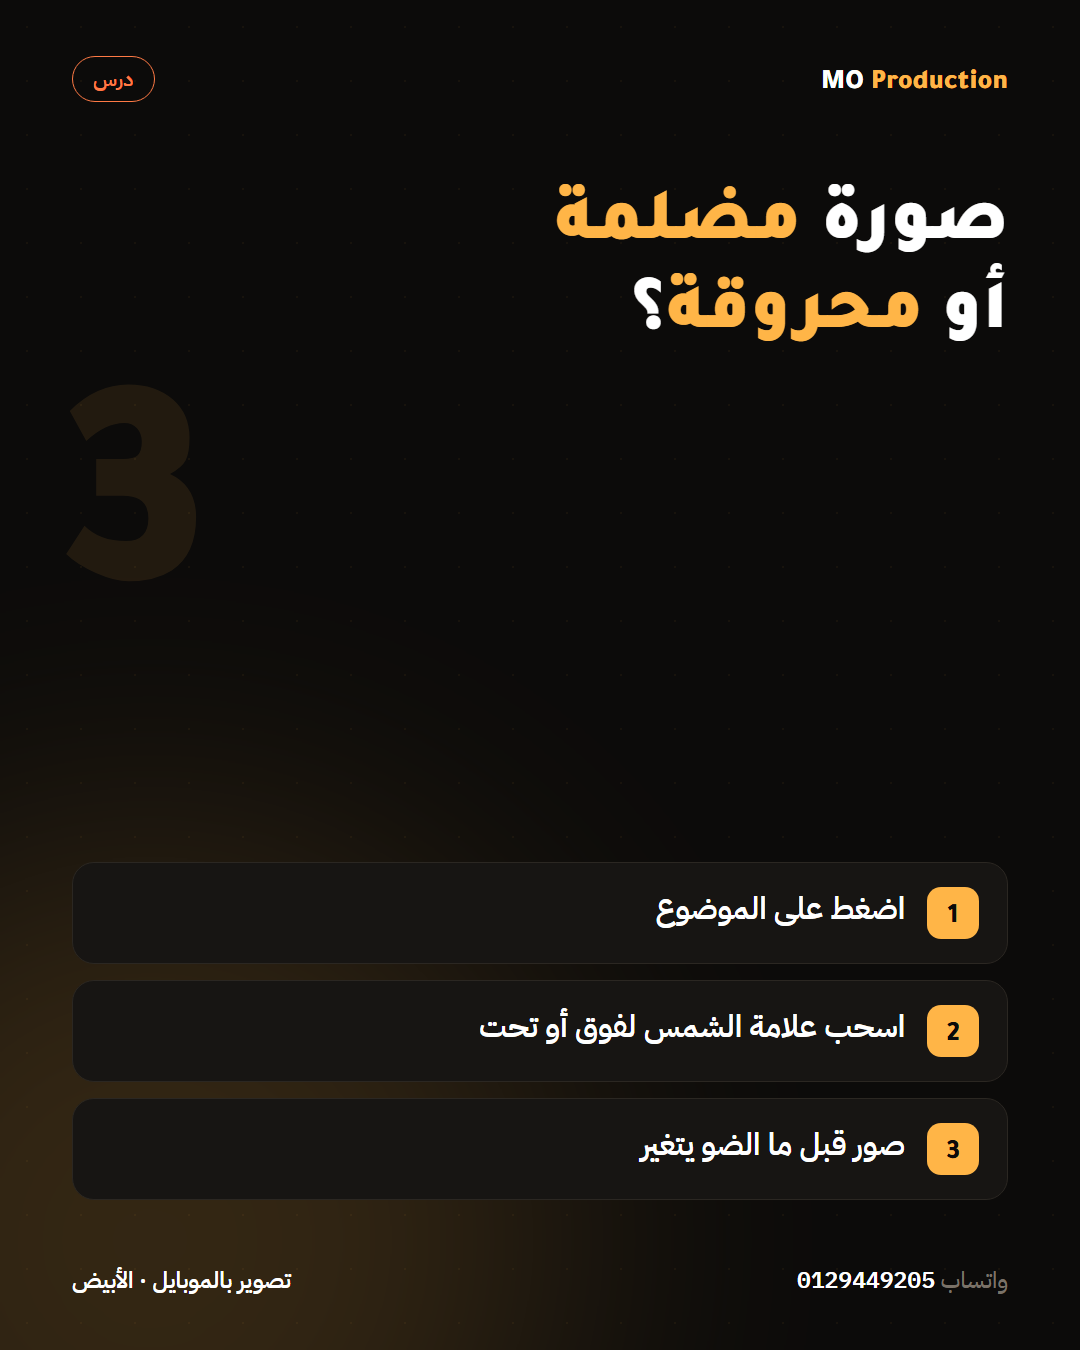 MO Production
درس
صورة مضلمة
أو محروقة؟
3
1 اضغط على الموضوع
2 اسحب علامة الشمس لفوق أو تحت
3 صور قبل ما الضو يتغير
واتساب 0129449205
تصوير بالموبايل · الأبيض